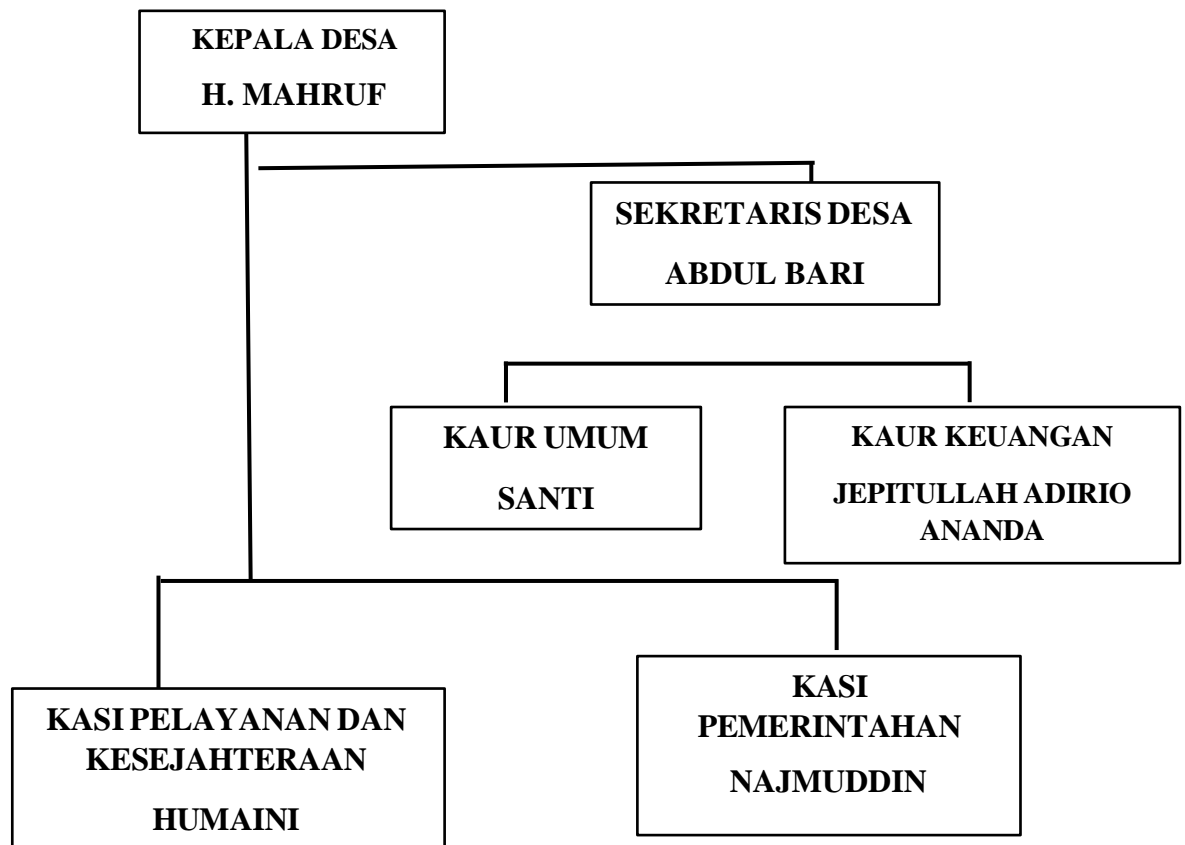 KEPALA DESA
H. MAHRUF
SEKRETARIS DESA
ABDUL BARI
KAUR UMUM
SANTI
KAUR KEUANGAN
JEPITULLAH ADIRIO
ANANDA
KASI PELAYANAN DAN
KESEJAHTERAAN
HUMAINI
KASI
PEMERINTAHAN
NAJMUDDIN